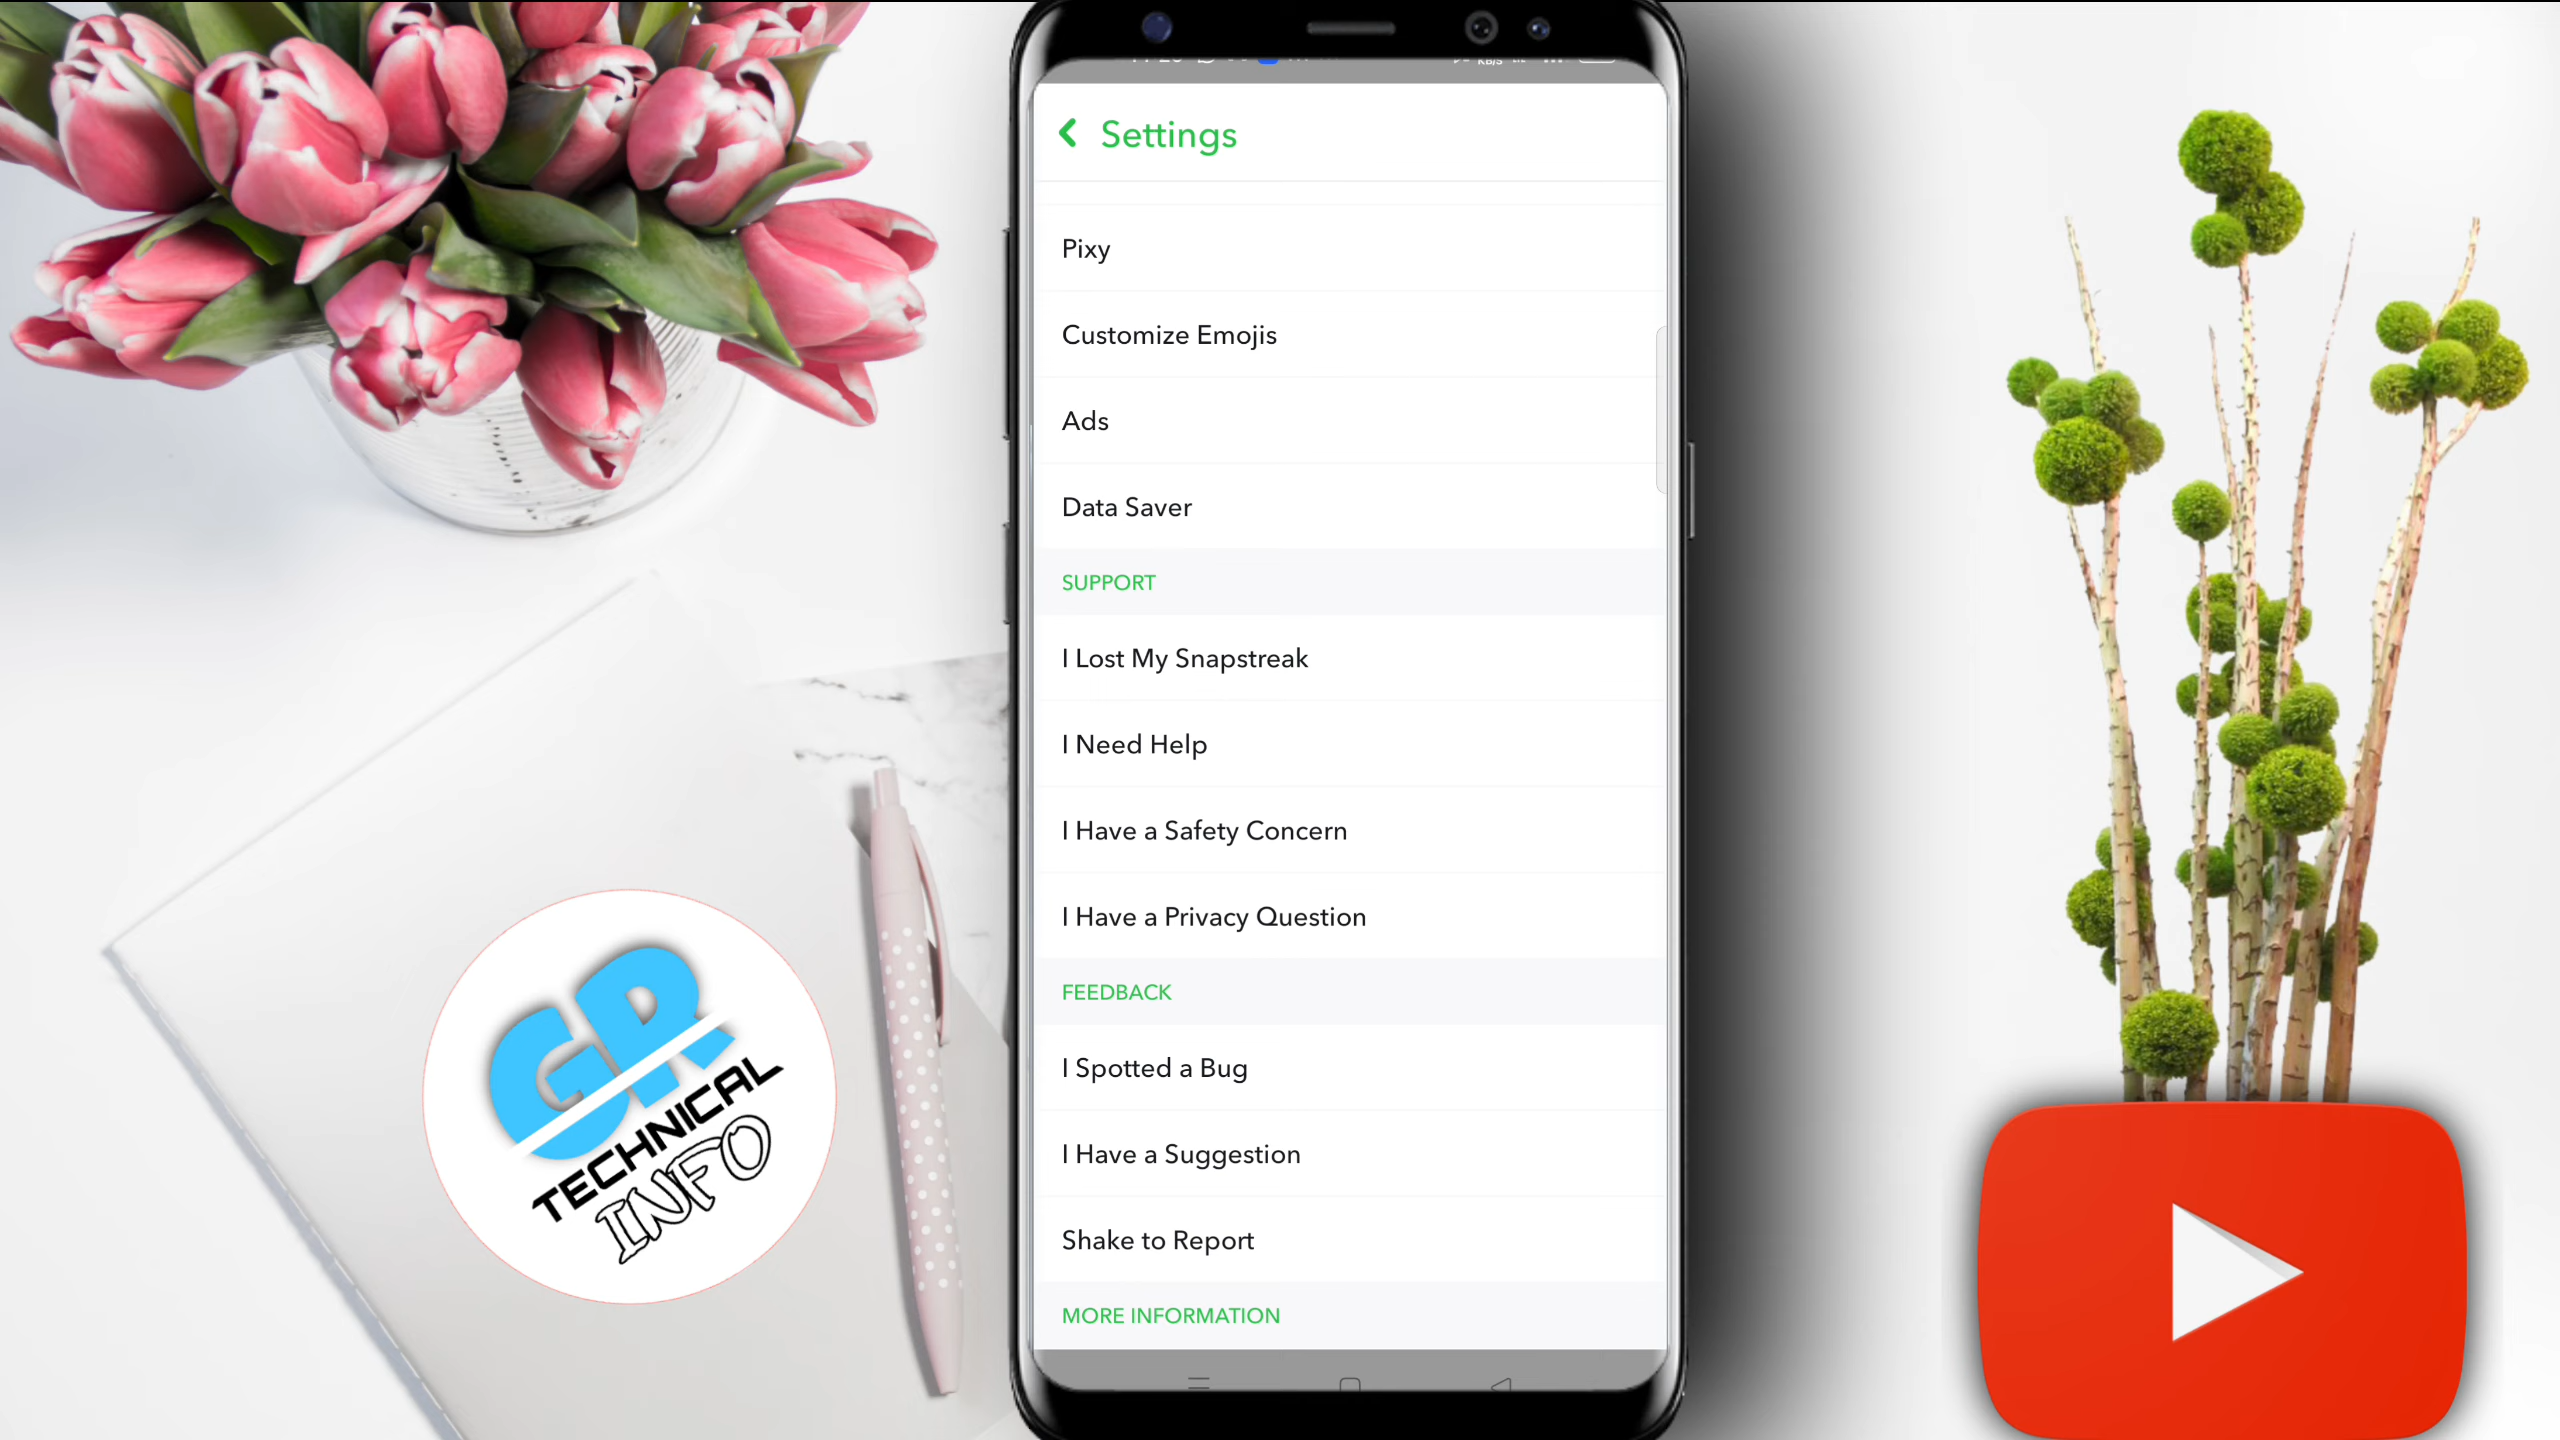 Settings
Pixy
Customize Emojis
Ads
Data Saver
SUPPORT
I Lost My Snapstreak
I Need Help
I Have a Safety Concern
I Have a Privacy Question
FEEDBACK
I Spotted a Bug
I Have a Suggestion
Shake to Report
MORE INFORMATION
GR
TECHNICAL
INFO